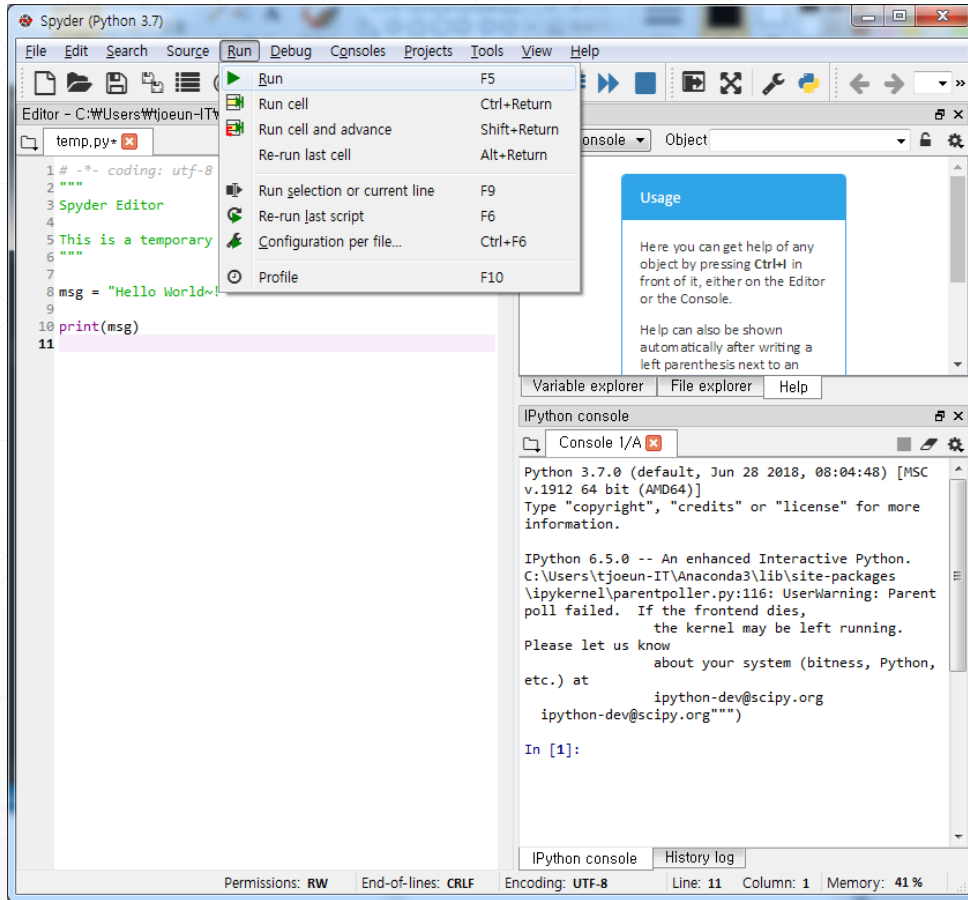 Spyder (Python 3.7)
File Edit Search Source Run Debug Consoles Projects Tools View Help
Run F5
Run cell Ctrl+Return
Run cell and advance Shift+Return
Re-run last cell Alt+Return
Run selection or current line F9
Re-run last script F6
Configuration per file... Ctrl+F6
Profile F10
Editor - C:₩Users₩tjoeun-IT₩
temp.py*
1 # -*- coding: utf-8
2 """
3 Spyder Editor
4
5 This is a temporary
6 """
7
8 msg = "Hello World~!
9
10 print(msg)
11
Object
Usage
Here you can get help of any
object by pressing Ctrl+I in
front of it, either on the Editor
or the Console.
Help can also be shown
automatically after writing a
left parenthesis next to an
Variable explorer File explorer Help
IPython console
Console 1/A
Python 3.7.0 (default, Jun 28 2018, 08:04:48) [MSC
v.1912 64 bit (AMD64)]
Type "copyright", "credits" or "license" for more
information.
IPython 6.5.0 -- An enhanced Interactive Python.
C:\Users\tjoeun-IT\Anaconda3\lib\site-packages
\ipykernel\parentpoller.py:116: UserWarning: Parent
poll failed.  If the frontend dies,
the kernel may be left running.
Please let us know
about your system (bitness, Python,
etc.) at
ipython-dev@scipy.org
ipython-dev@scipy.org""")
In [1]:
IPython console History log
Permissions: RW End-of-lines: CRLF Encoding: UTF-8 Line: 11 Column: 1 Memory: 41 %